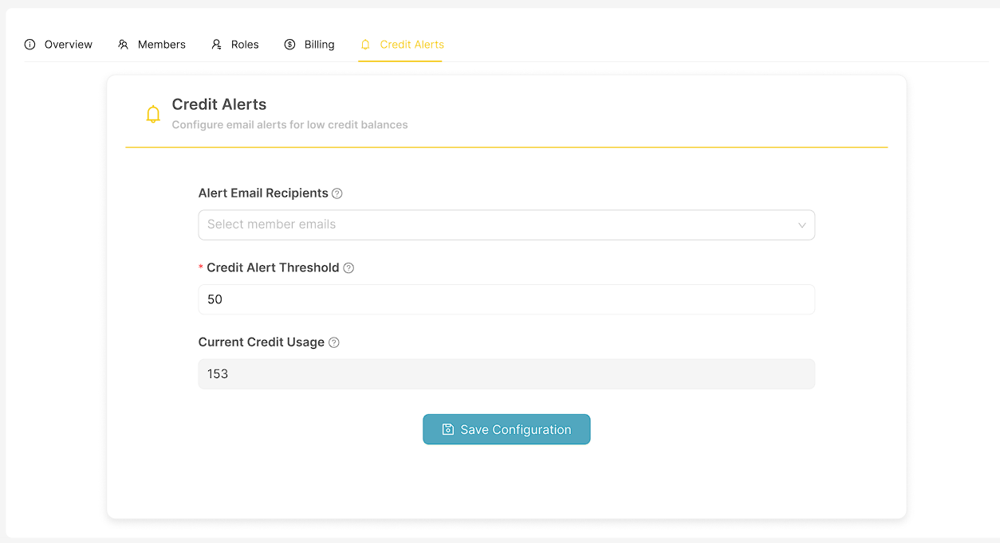 Overview Members Roles Billing Credit Alerts
Credit Alerts
Configure email alerts for low credit balances
Alert Email Recipients
Select member emails
* Credit Alert Threshold
50
Current Credit Usage
153
Save Configuration